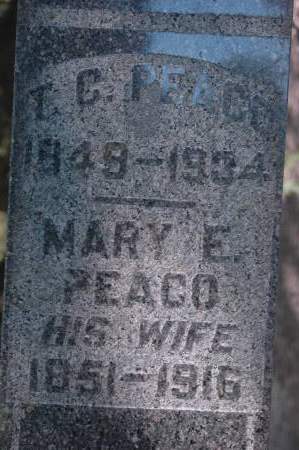 T. C. PEACO
1849-1934
MARY E.
PEACO
HIS WIFE
1851-1916